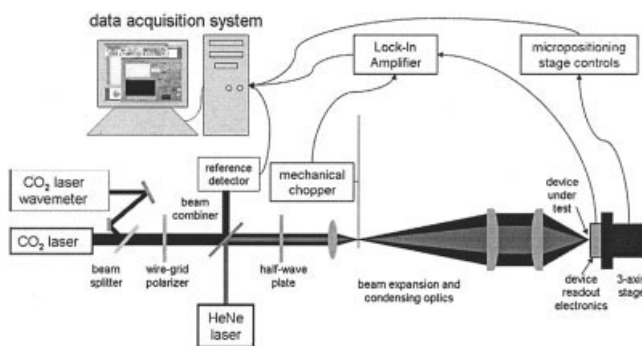 data acquisition system
Lock-In
Amplifier
micropositioning
stage controls
CO2 laser
wavemeter
reference
detector
mechanical
chopper
beam
combiner
device
under
test
CO2 laser
beam
splitter
wire-grid
polarizer
half-wave
plate
beam expansion and
condensing optics
device
readout
electronics
3-axis
stage
HeNe
laser